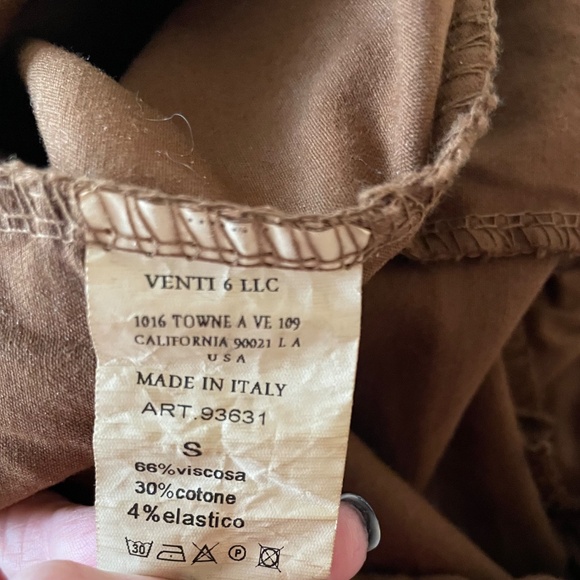 VENTI 6 LLC
1016 TOWNE A VE 109
CALIFORNIA 90021 L A
U S A
MADE IN ITALY
ART.93631
S
66%viscosa
30%cotone
4%elastico
30 P